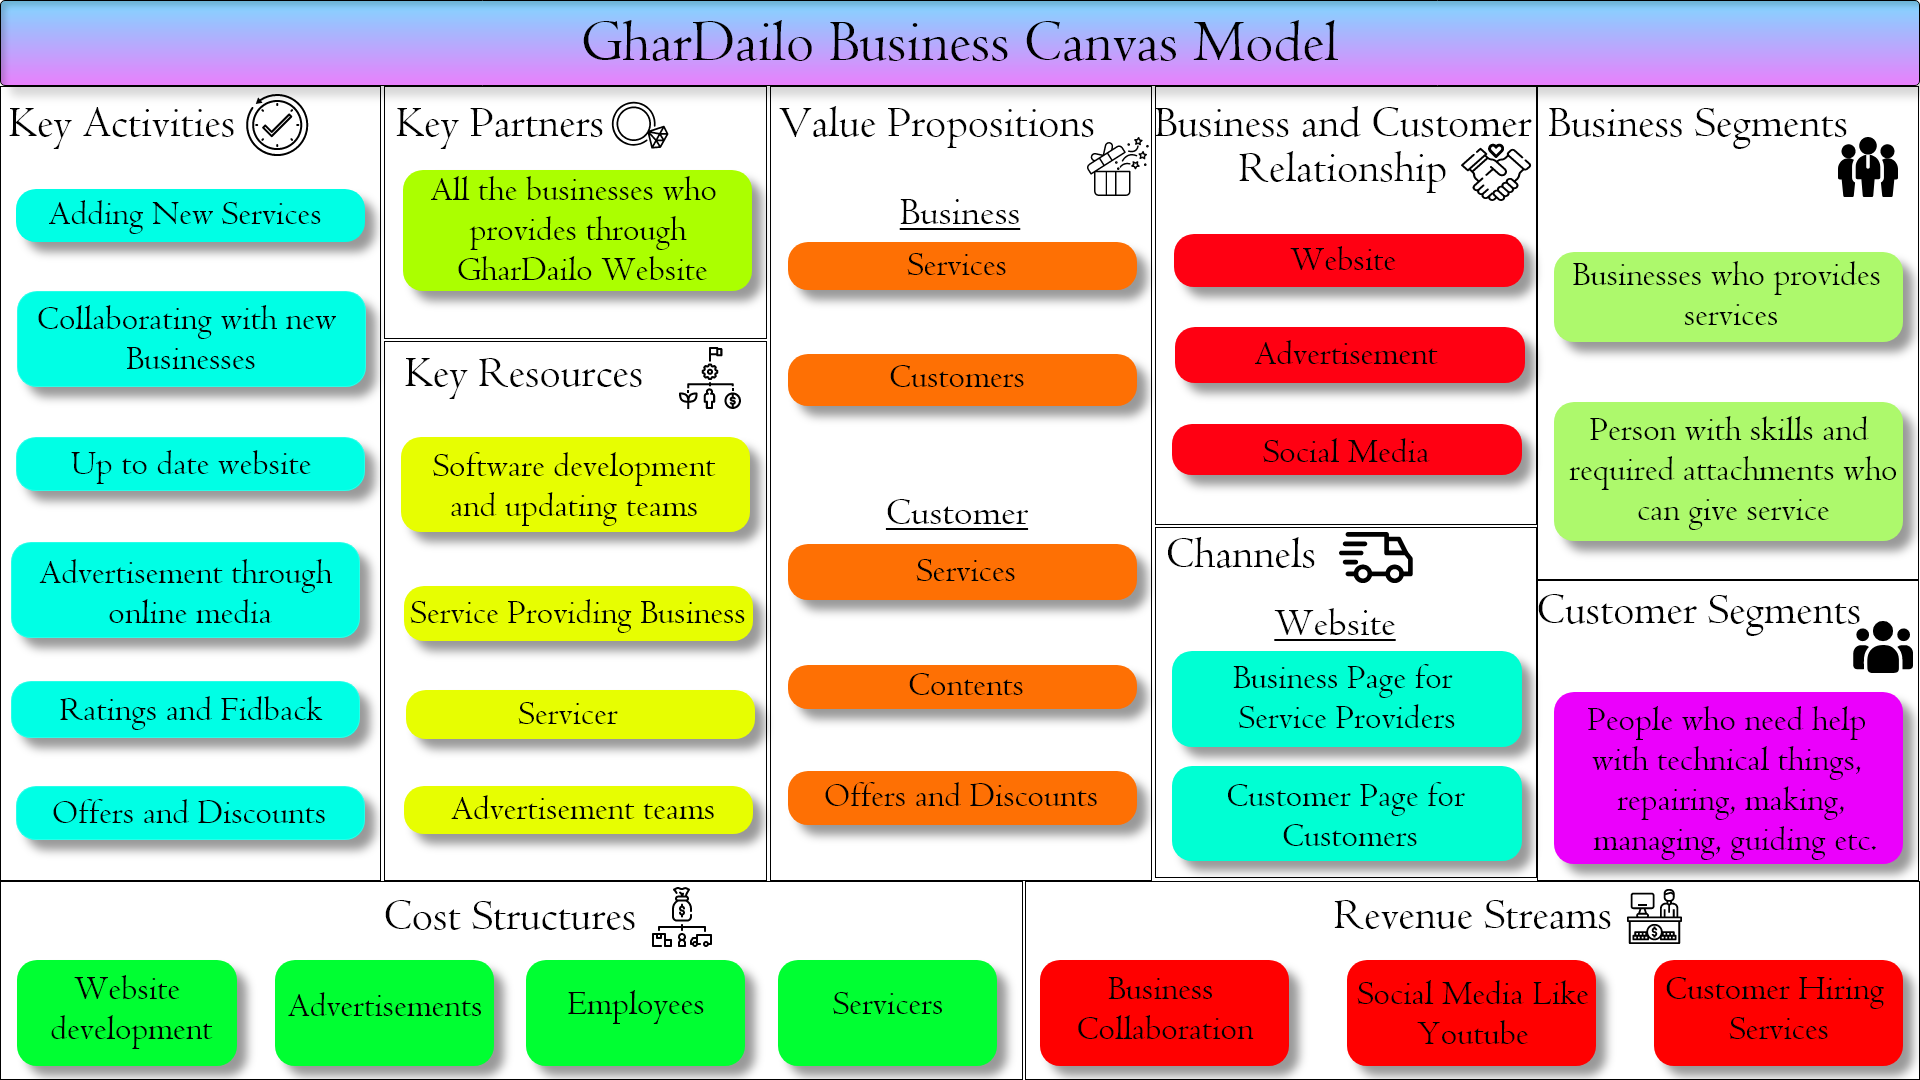 GharDailo Business Canvas Model
Key Activities
Adding New Services
Collaborating with new
Businesses
Up to date website
Advertisement through
online media
Ratings and Fidback
Offers and Discounts
Key Partners
All the businesses who
provides through
GharDailo Website
Key Resources
Software development
and updating teams
Service Providing Business
Servicer
Advertisement teams
Value Propositions
Business
Services
Customers
Customer
Services
Contents
Offers and Discounts
Business and Customer
Relationship
Website
Advertisement
Social Media
Channels
Website
Business Page for
Service Providers
Customer Page for
Customers
Business Segments
Businesses who provides
services
Person with skills and
required attachments who
can give service
Customer Segments
People who need help
with technical things,
repairing, making,
managing, guiding etc.
Cost Structures
Website
development
Advertisements
Employees
Servicers
Revenue Streams
Business
Collaboration
Social Media Like
Youtube
Customer Hiring
Services